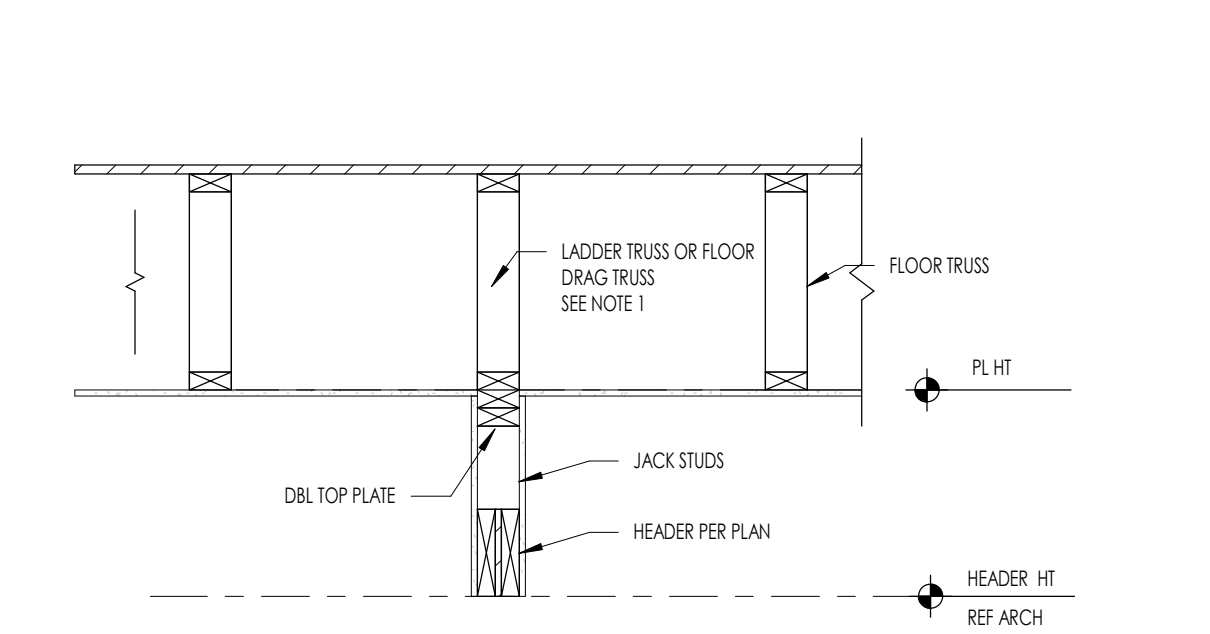 LADDER TRUSS OR FLOOR
DRAG TRUSS
SEE NOTE 1
FLOOR TRUSS
PL HT
JACK STUDS
DBL TOP PLATE
HEADER PER PLAN
HEADER HT
REF ARCH